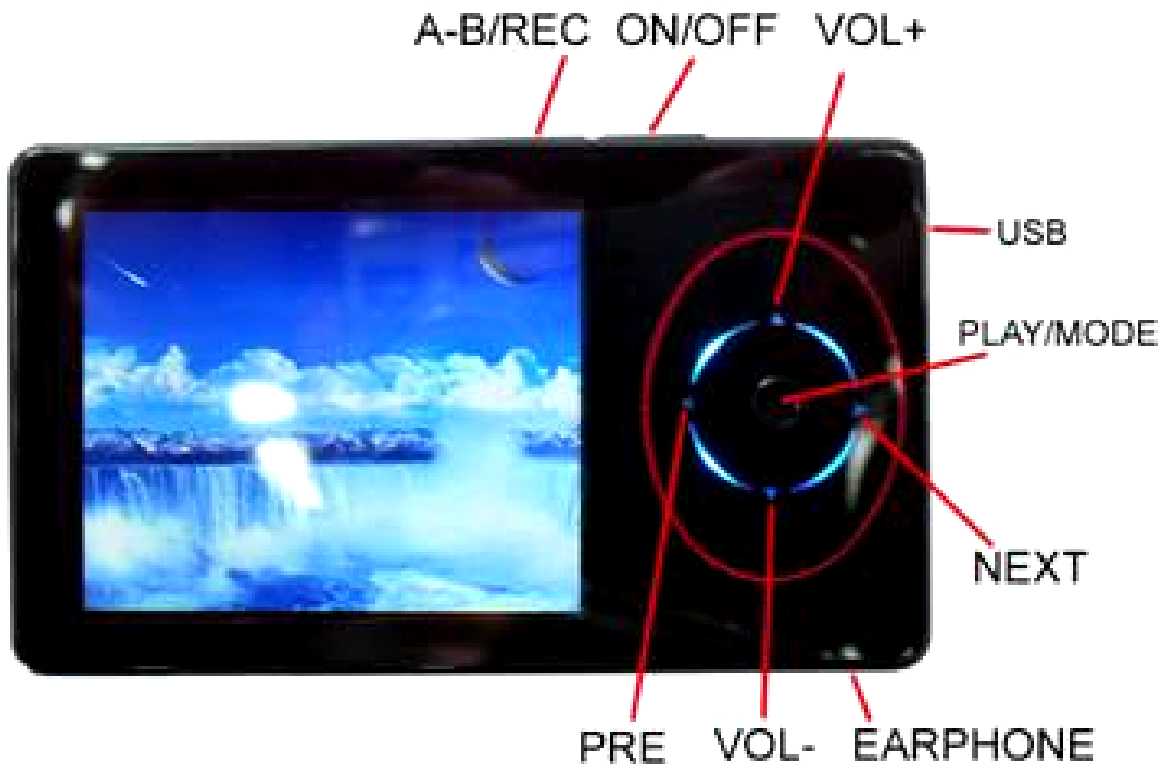 A-B/REC ON/OFF VOL+
USB
PLAY/MODE
NEXT
PRE VOL- EARPHONE